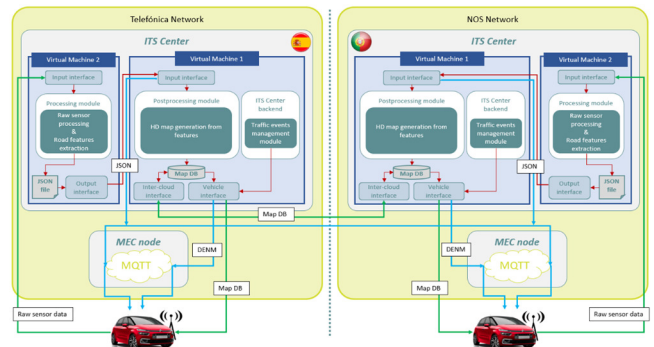 Telefónica Network
ITS Center
Virtual Machine 2
Input interface
Processing module
Raw sensor
processing
&
Road features
extraction
JSON
file
Output
interface
Virtual Machine 1
Input interface
Postprocessing module
HD map generation from
features
ITS Center
backend
Traffic events
management
module
Map DB
Inter-cloud
interface
Vehicle
interface
JSON
MEC node
MQTT
DENM
Map DB
Map DB
Raw sensor data
NOS Network
ITS Center
Virtual Machine 1
Input interface
Postprocessing module
HD map generation from
features
ITS Center
backend
Traffic events
management
module
Map DB
Inter-cloud
interface
Vehicle
interface
Virtual Machine 2
Input interface
Processing module
Raw sensor
processing
&
Road features
extraction
JSON
file
Output
interface
JSON
MEC node
MQTT
DENM
Map DB
Raw sensor data